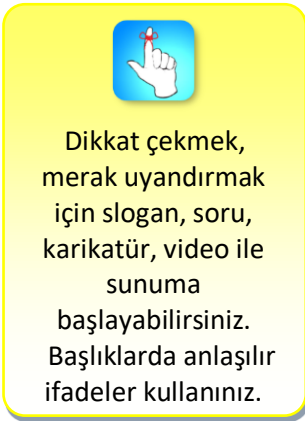 Dikkat çekmek,
merak uyandırmak
için slogan, soru,
karikatür, video ile
sunuma
başlayabilirsiniz.
Başlıklarda anlaşılır
ifadeler kullanınız.